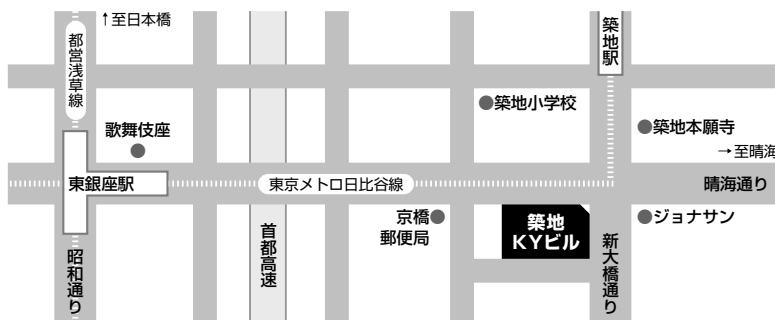 ↑至日本橋
都営浅草線
築地駅
歌舞伎座
築地小学校
築地本願寺
→至晴海
東銀座駅
東京メトロ日比谷線
晴海通り
京橋
郵便局
築地
KYビル
ジョナサン
昭和通り
首都高速
新大橋通り